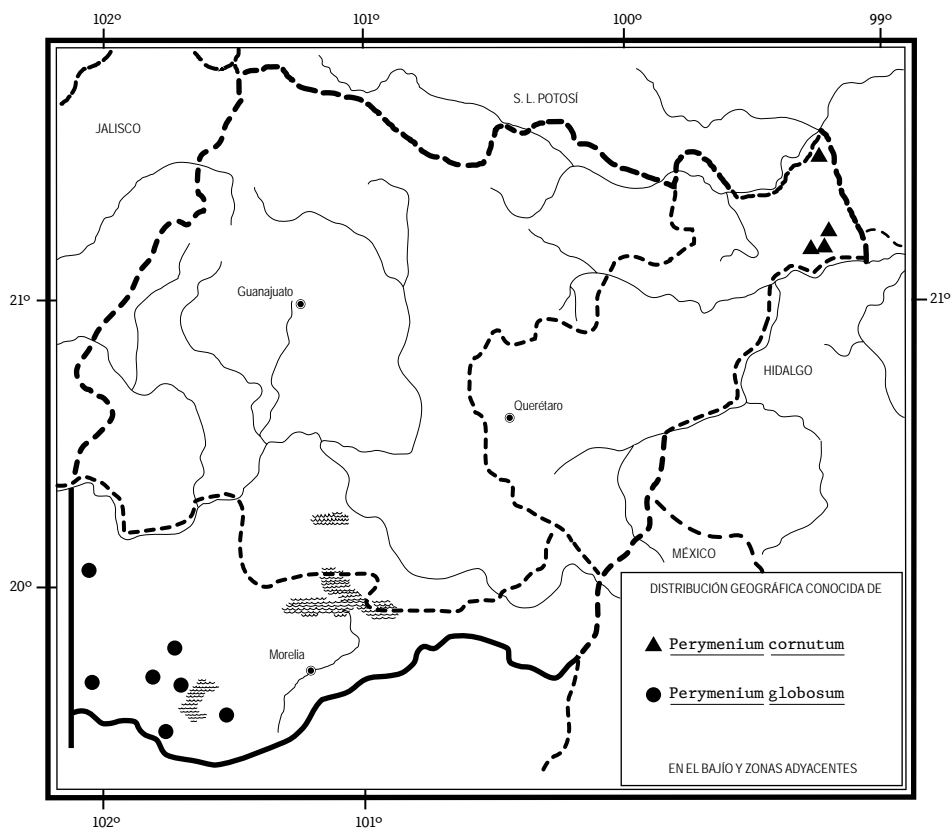 102º 101º 100º 99º
S. L. POTOSÍ
JALISCO
Guanajuato
21º 21º
HIDALGO
Querétaro
MÉXICO
20º
DISTRIBUCIÓN GEOGRÁFICA CONOCIDA DE
Perymenium cornutum
Morelia
Perymenium globosum
EN EL BAJÍO Y ZONAS ADYACENTES
102º 101º